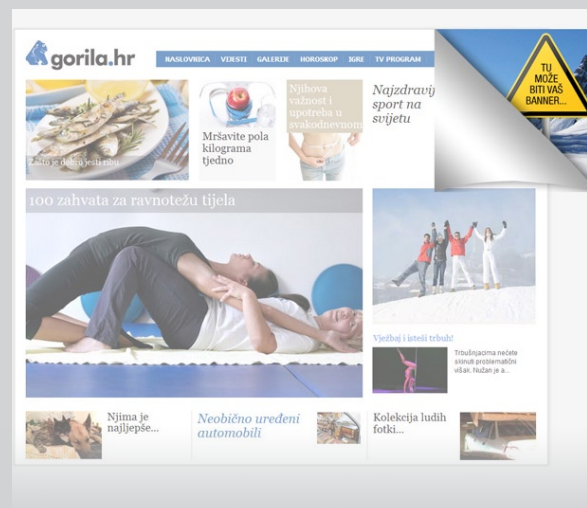 gorila.hr
NASLOVNICA VIJESTI GALERIJE HOROSKOP IGRE TV PROGRAM
TU
MOŽE
BITI VAŠ
BANNER...
Zašto je dobro jesti ribu
Mršavite pola
kilograma
tjedno
Njihova
važnost i
upotreba u
svakodnevnom
Najzdravij
sport na
svijetu
100 zahvata za ravnotežu tijela
Vježbaj i istesi trbuh!
Trbušnjacima nećete
skinuti problematični
višak. Nužan je a...
Njima je
najljepše...
Neobično uređeni
automobili
Kolekcija ludih
fotki...